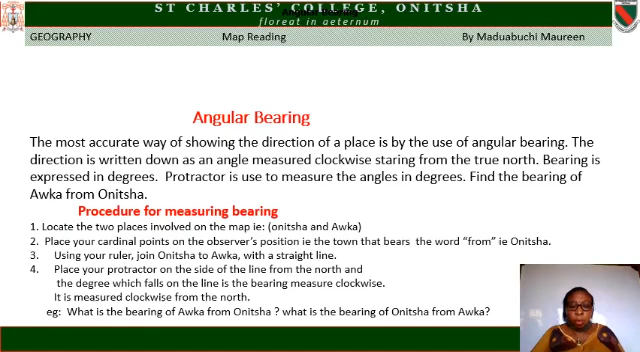 ST CHARLES' COLLEGE, ONITSHA
Angular Bearing
floreat in aeternum
GEOGRAPHY Map Reading By Maduabuchi Maureen
Angular Bearing
The most accurate way of showing the direction of a place is by the use of angular bearing. The
direction is written down as an angle measured clockwise staring from the true north. Bearing is
expressed in degrees. Protractor is use to measure the angles in degrees. Find the bearing of
Awka from Onitsha.
Procedure for measuring bearing
1. Locate the two places involved on the map ie: (onitsha and Awka)
2. Place your cardinal points on the observer's position ie the town that bears the word "from" ie Onitsha.
3. Using your ruler, join Onitsha to Awka, with a straight line.
4. Place your protractor on the side of the line from the north and
the degree which falls on the line is the bearing measure clockwise.
It is measured clockwise from the north.
eg: What is the bearing of Awka from Onitsha ? what is the bearing of Onitsha from Awka?